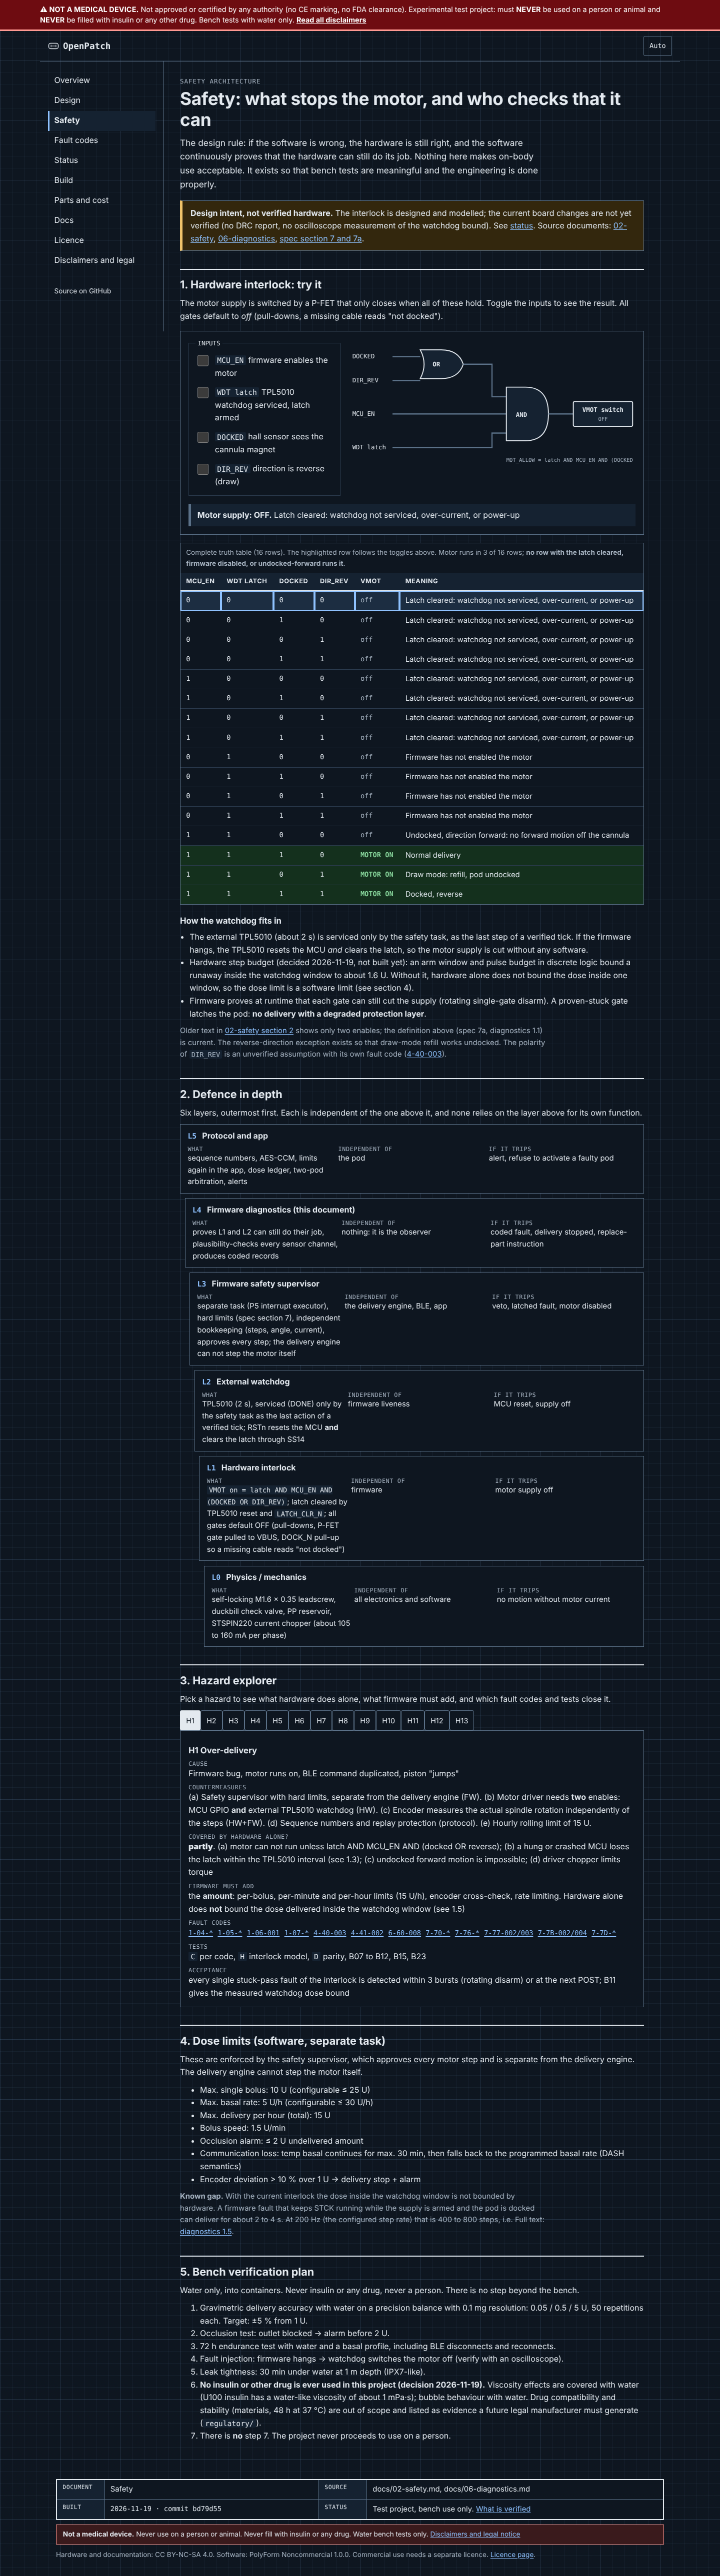 ⚠ NOT A MEDICAL DEVICE. Not approved or certified by any authority (no CE marking, no FDA clearance). Experimental test project: must NEVER be used on a person or animal and
NEVER be filled with insulin or any other drug. Bench tests with water only. Read all disclaimers
OpenPatch
Auto
Overview
Design
Safety
Fault codes
Status
Build
Parts and cost
Docs
Licence
Disclaimers and legal
Source on GitHub
SAFETY ARCHITECTURE
Safety: what stops the motor, and who checks that it
can
The design rule: if the software is wrong, the hardware is still right, and the software
continuously proves that the hardware can still do its job. Nothing here makes on-body
use acceptable. It exists so that bench tests are meaningful and the engineering is done
properly.
Design intent, not verified hardware. The interlock is designed and modelled; the current board changes are not yet
verified (no DRC report, no oscilloscope measurement of the watchdog bound). See status. Source documents: 02-
safety, 06-diagnostics, spec section 7 and 7a.
1. Hardware interlock: try it
The motor supply is switched by a P-FET that only closes when all of these hold. Toggle the inputs to see the result. All
gates default to off (pull-downs, a missing cable reads "not docked").
INPUTS
MCU_EN firmware enables the
motor
WDT latch TPL5010
watchdog serviced, latch
armed
DOCKED hall sensor sees the
cannula magnet
DIR_REV direction is reverse
(draw)
DOCKED
DIR_REV
MCU_EN
WDT latch
OR
AND
VMOT switch
OFF
MOT_ALLOW = latch AND MCU_EN AND (DOCKED
Motor supply: OFF. Latch cleared: watchdog not serviced, over-current, or power-up
Complete truth table (16 rows). The highlighted row follows the toggles above. Motor runs in 3 of 16 rows; no row with the latch cleared,
firmware disabled, or undocked-forward runs it.
MCU_EN WDT LATCH DOCKED DIR_REV VMOT MEANING
0 0 0 0 off Latch cleared: watchdog not serviced, over-current, or power-up
0 0 1 0 off Latch cleared: watchdog not serviced, over-current, or power-up
0 0 0 1 off Latch cleared: watchdog not serviced, over-current, or power-up
0 0 1 1 off Latch cleared: watchdog not serviced, over-current, or power-up
1 0 0 0 off Latch cleared: watchdog not serviced, over-current, or power-up
1 0 1 0 off Latch cleared: watchdog not serviced, over-current, or power-up
1 0 0 1 off Latch cleared: watchdog not serviced, over-current, or power-up
1 0 1 1 off Latch cleared: watchdog not serviced, over-current, or power-up
0 1 0 0 off Firmware has not enabled the motor
0 1 1 0 off Firmware has not enabled the motor
0 1 0 1 off Firmware has not enabled the motor
0 1 1 1 off Firmware has not enabled the motor
1 1 0 0 off Undocked, direction forward: no forward motion off the cannula
1 1 1 0 MOTOR ON Normal delivery
1 1 0 1 MOTOR ON Draw mode: refill, pod undocked
1 1 1 1 MOTOR ON Docked, reverse
How the watchdog fits in
• The external TPL5010 (about 2 s) is serviced only by the safety task, as the last step of a verified tick. If the firmware
hangs, the TPL5010 resets the MCU and clears the latch, so the motor supply is cut without any software.
• Hardware step budget (decided 2026-11-19, not built yet): an arm window and pulse budget in discrete logic bound a
runaway inside the watchdog window to about 1.6 U. Without it, hardware alone does not bound the dose inside one
window, so the dose limit is a software limit (see section 4).
• Firmware proves at runtime that each gate can still cut the supply (rotating single-gate disarm). A proven-stuck gate
latches the pod: no delivery with a degraded protection layer.
Older text in 02-safety section 2 shows only two enables; the definition above (spec 7a, diagnostics 1.1)
is current. The reverse-direction exception exists so that draw-mode refill works undocked. The polarity
of DIR_REV is an unverified assumption with its own fault code (4-40-003).
2. Defence in depth
Six layers, outermost first. Each is independent of the one above it, and none relies on the layer above for its own function.
L5 Protocol and app
WHAT INDEPENDENT OF IF IT TRIPS
sequence numbers, AES-CCM, limits the pod alert, refuse to activate a faulty pod
again in the app, dose ledger, two-pod
arbitration, alerts
L4 Firmware diagnostics (this document)
WHAT INDEPENDENT OF IF IT TRIPS
proves L1 and L2 can still do their job, nothing: it is the observer coded fault, delivery stopped, replace-
plausibility-checks every sensor channel, part instruction
produces coded records
L3 Firmware safety supervisor
WHAT INDEPENDENT OF IF IT TRIPS
separate task (P5 interrupt executor), the delivery engine, BLE, app veto, latched fault, motor disabled
hard limits (spec section 7), independent
bookkeeping (steps, angle, current),
approves every step; the delivery engine
can not step the motor itself
L2 External watchdog
WHAT INDEPENDENT OF IF IT TRIPS
TPL5010 (2 s), serviced (DONE) only by firmware liveness MCU reset, supply off
the safety task as the last action of a
verified tick; RSTn resets the MCU and
clears the latch through SS14
L1 Hardware interlock
WHAT INDEPENDENT OF IF IT TRIPS
VMOT on = latch AND MCU_EN AND firmware motor supply off
(DOCKED OR DIR_REV); latch cleared by
TPL5010 reset and LATCH_CLR_N; all
gates default OFF (pull-downs, P-FET
gate pulled to VBUS, DOCK_N pull-up
so a missing cable reads "not docked")
L0 Physics / mechanics
WHAT INDEPENDENT OF IF IT TRIPS
self-locking M1.6 × 0.35 leadscrew, all electronics and software no motion without motor current
duckbill check valve, PP reservoir,
STSPIN220 current chopper (about 105
to 160 mA per phase)
3. Hazard explorer
Pick a hazard to see what hardware does alone, what firmware must add, and which fault codes and tests close it.
H1 H2 H3 H4 H5 H6 H7 H8 H9 H10 H11 H12 H13
H1 Over-delivery
CAUSE
Firmware bug, motor runs on, BLE command duplicated, piston "jumps"
COUNTERMEASURES
(a) Safety supervisor with hard limits, separate from the delivery engine (FW). (b) Motor driver needs two enables:
MCU GPIO and external TPL5010 watchdog (HW). (c) Encoder measures the actual spindle rotation independently of
the steps (HW+FW). (d) Sequence numbers and replay protection (protocol). (e) Hourly rolling limit of 15 U.
COVERED BY HARDWARE ALONE?
partly. (a) motor can not run unless latch AND MCU_EN AND (docked OR reverse); (b) a hung or crashed MCU loses
the latch within the TPL5010 interval (see 1.3); (c) undocked forward motion is impossible; (d) driver chopper limits
torque
FIRMWARE MUST ADD
the amount: per-bolus, per-minute and per-hour limits (15 U/h), encoder cross-check, rate limiting. Hardware alone
does not bound the dose delivered inside the watchdog window (see 1.5)
FAULT CODES
1-04-* 1-05-* 1-06-001 1-07-* 4-40-003 4-41-002 6-60-008 7-70-* 7-76-* 7-77-002/003 7-7B-002/004 7-7D-*
TESTS
C per code, H interlock model, D parity, B07 to B12, B15, B23
ACCEPTANCE
every single stuck-pass fault of the interlock is detected within 3 bursts (rotating disarm) or at the next POST; B11
gives the measured watchdog dose bound
4. Dose limits (software, separate task)
These are enforced by the safety supervisor, which approves every motor step and is separate from the delivery engine.
The delivery engine cannot step the motor itself.
• Max. single bolus: 10 U (configurable ≤ 25 U)
• Max. basal rate: 5 U/h (configurable ≤ 30 U/h)
• Max. delivery per hour (total): 15 U
• Bolus speed: 1.5 U/min
• Occlusion alarm: ≤ 2 U undelivered amount
• Communication loss: temp basal continues for max. 30 min, then falls back to the programmed basal rate (DASH
semantics)
• Encoder deviation > 10 % over 1 U → delivery stop + alarm
Known gap. With the current interlock the dose inside the watchdog window is not bounded by
hardware. A firmware fault that keeps STCK running while the supply is armed and the pod is docked
can deliver for about 2 to 4 s. At 200 Hz (the configured step rate) that is 400 to 800 steps, i.e. Full text:
diagnostics 1.5.
5. Bench verification plan
Water only, into containers. Never insulin or any drug, never a person. There is no step beyond the bench.
1. Gravimetric delivery accuracy with water on a precision balance with 0.1 mg resolution: 0.05 / 0.5 / 5 U, 50 repetitions
each. Target: ±5 % from 1 U.
2. Occlusion test: outlet blocked → alarm before 2 U.
3. 72 h endurance test with water and a basal profile, including BLE disconnects and reconnects.
4. Fault injection: firmware hangs → watchdog switches the motor off (verify with an oscilloscope).
5. Leak tightness: 30 min under water at 1 m depth (IPX7-like).
6. No insulin or other drug is ever used in this project (decision 2026-11-19). Viscosity effects are covered with water
(U100 insulin has a water-like viscosity of about 1 mPa·s); bubble behaviour with water. Drug compatibility and
stability (materials, 48 h at 37 °C) are out of scope and listed as evidence a future legal manufacturer must generate
(regulatory/).
7. There is no step 7. The project never proceeds to use on a person.
DOCUMENT Safety SOURCE docs/02-safety.md, docs/06-diagnostics.md
BUILT 2026-11-19 · commit bd79d55 STATUS Test project, bench use only. What is verified
Not a medical device. Never use on a person or animal. Never fill with insulin or any drug. Water bench tests only. Disclaimers and legal notice
Hardware and documentation: CC BY-NC-SA 4.0. Software: PolyForm Noncommercial 1.0.0. Commercial use needs a separate licence. Licence page.